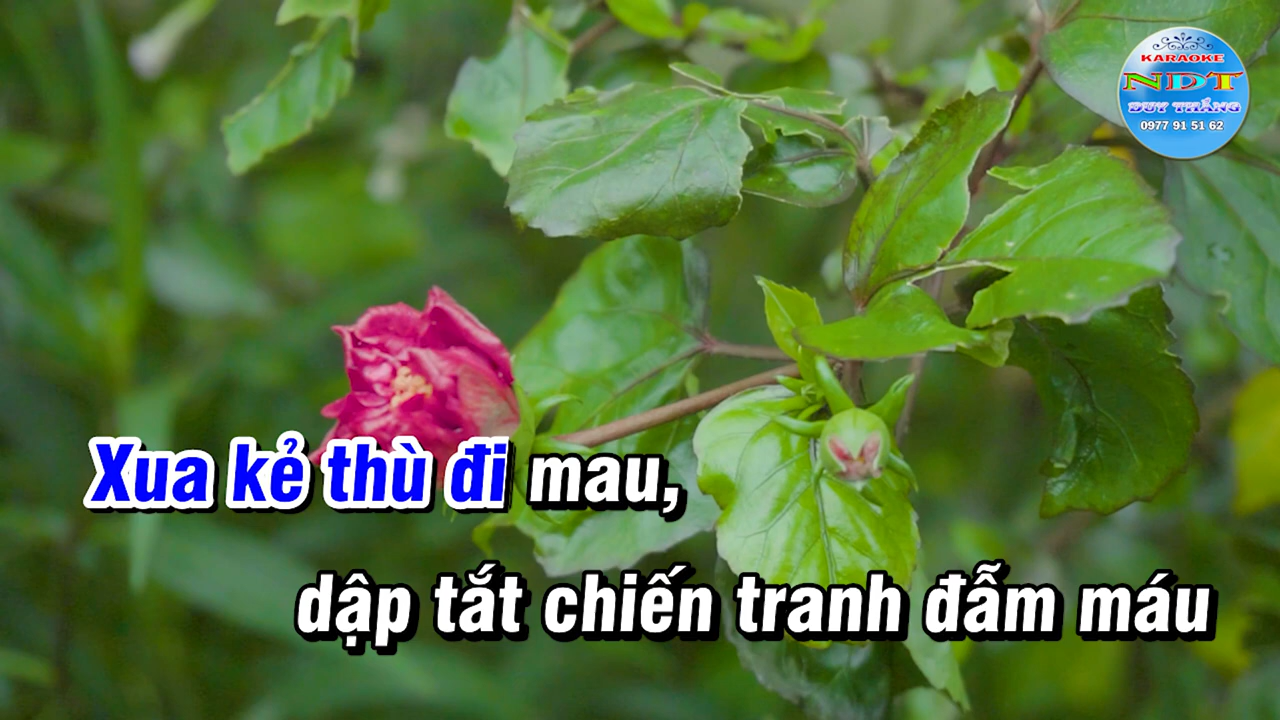 KARAOKE
NDT
DUY THẮNG
0977 91 51 62
Xua kẻ thù đi mau,
dập tắt chiến tranh đẫm máu